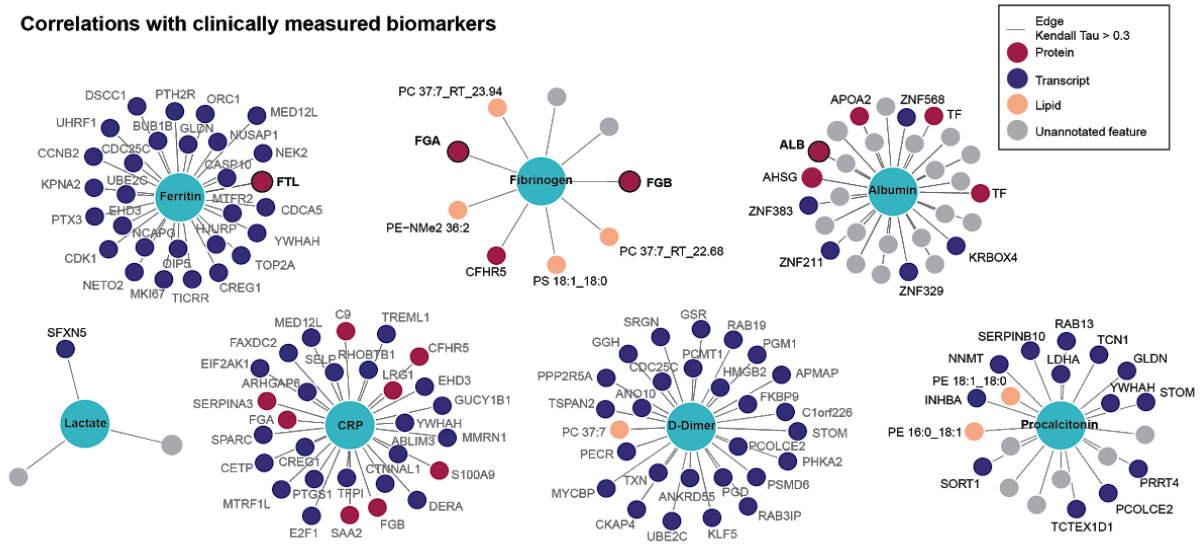 Correlations with clinically measured biomarkers
Edge
Kendall Tau > 0.3
Protein
Transcript
Lipid
Unannotated feature
DSCC1
PTH2R
ORC1
MED12L
UHRF1
BUB1B
GLDN
NUSAP1
CCNB2
CDC25C
NEK2
CASP10
KPNA2
UBE2C
Ferritin
FTL
MTFR2
CDCA5
PTX3
EHD3
NCAPG
HJURP
YWHAH
CDK1
OIP5
TOP2A
NETO2
MKI67
TICRR
CREG1
PC 37:7_RT_23.94
FGA
Fibrinogen
FGB
PE−NMe2 36:2
PC 37:7_RT_22.68
CFHR5
PS 18:1_18:0
APOA2
ZNF568
TF
ALB
AHSG
Albumin
TF
ZNF383
ZNF211
KRBOX4
ZNF329
SFXN5
Lactate
C9
MED12L
TREML1
FAXDC2
RHOBTB1
CFHR5
EIF2AK1
SELP
LRG1
EHD3
ARHGAP6
SERPINA3
GUCY1B1
FGA
CRP
YWHAH
SPARC
ABLIM3
MMRN1
CETP
CREG1
CTNNAL1
S100A9
MTRF1L
PTGS1
TFPI
DERA
E2F1
SAA2
FGB
GSR
SRGN
RAB19
GGH
PCMT1
PGM1
CDC25C
HMGB2
APMAP
PPP2R5A
ANO10
FKBP9
TSPAN2
C1orf226
PC 37:7
D-Dimer
STOM
PECR
PCOLCE2
PHKA2
TXN
ANKRD55
PGD
PSMD6
MYCBP
RAB3IP
CKAP4
UBE2C
KLF5
RAB13
SERPINB10
TCN1
NNMT
LDHA
GLDN
PE 18:1_18:0
YWHAH
STOM
INHBA
PE 16:0_18:1
Procalcitonin
SORT1
PRRT4
PCOLCE2
TCTEX1D1